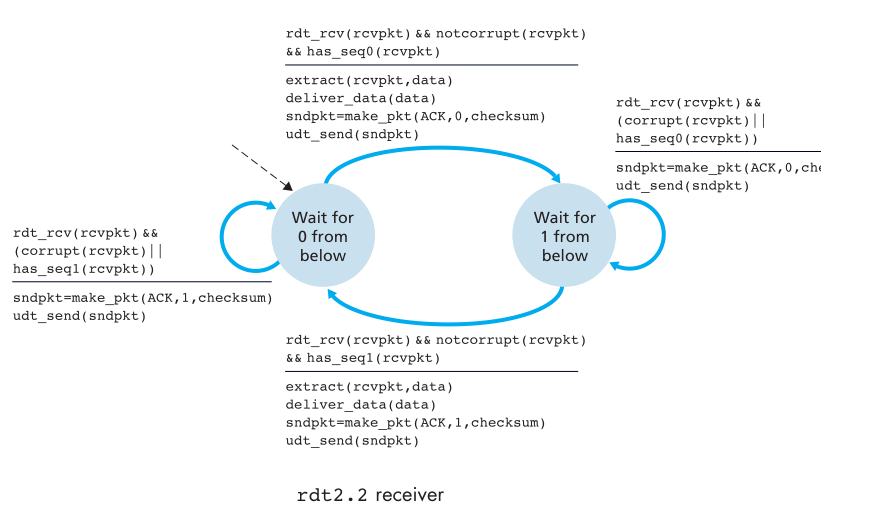 rdt_rcv(rcvpkt) && notcorrupt(rcvpkt)
&& has_seq0(rcvpkt)
extract(rcvpkt,data)
deliver_data(data)
sndpkt=make_pkt(ACK,0,checksum)
udt_send(sndpkt)
rdt_rcv(rcvpkt) &&
(corrupt(rcvpkt)||
has_seq0(rcvpkt))
sndpkt=make_pkt(ACK,0,che
udt_send(sndpkt)
Wait for
0 from
below
Wait for
1 from
below
rdt_rcv(rcvpkt) &&
(corrupt(rcvpkt)||
has_seq1(rcvpkt))
sndpkt=make_pkt(ACK,1,checksum)
udt_send(sndpkt)
rdt_rcv(rcvpkt) && notcorrupt(rcvpkt)
&& has_seq1(rcvpkt)
extract(rcvpkt,data)
deliver_data(data)
sndpkt=make_pkt(ACK,1,checksum)
udt_send(sndpkt)
rdt2.2 receiver